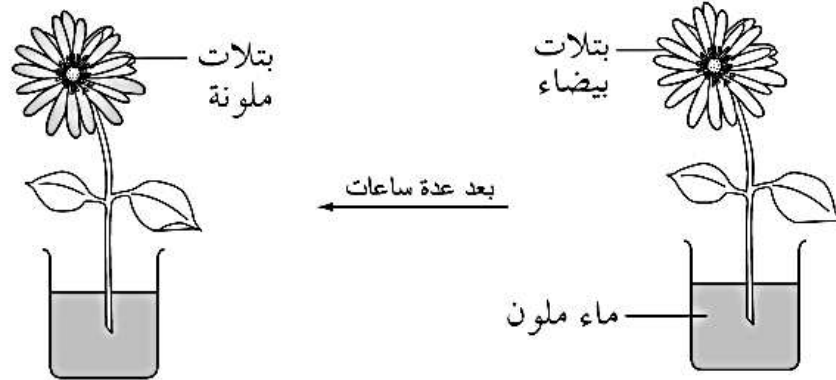 بتلات
بيضاء
بعد عدة ساعات
بتلات
ملونة
ماء ملون